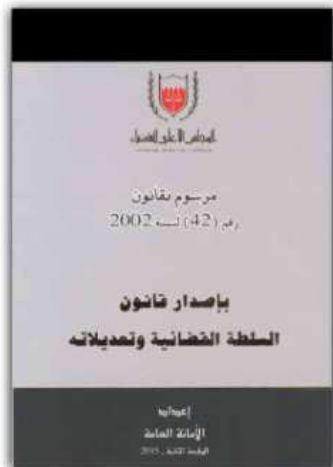 المجلس الأعلى للقضاء
مرسوم بقانون
رقم (42) لسنة 2002
بإصدار قانون
السلطة القضائية وتعديلاته
إعداد
الأمانة العامة